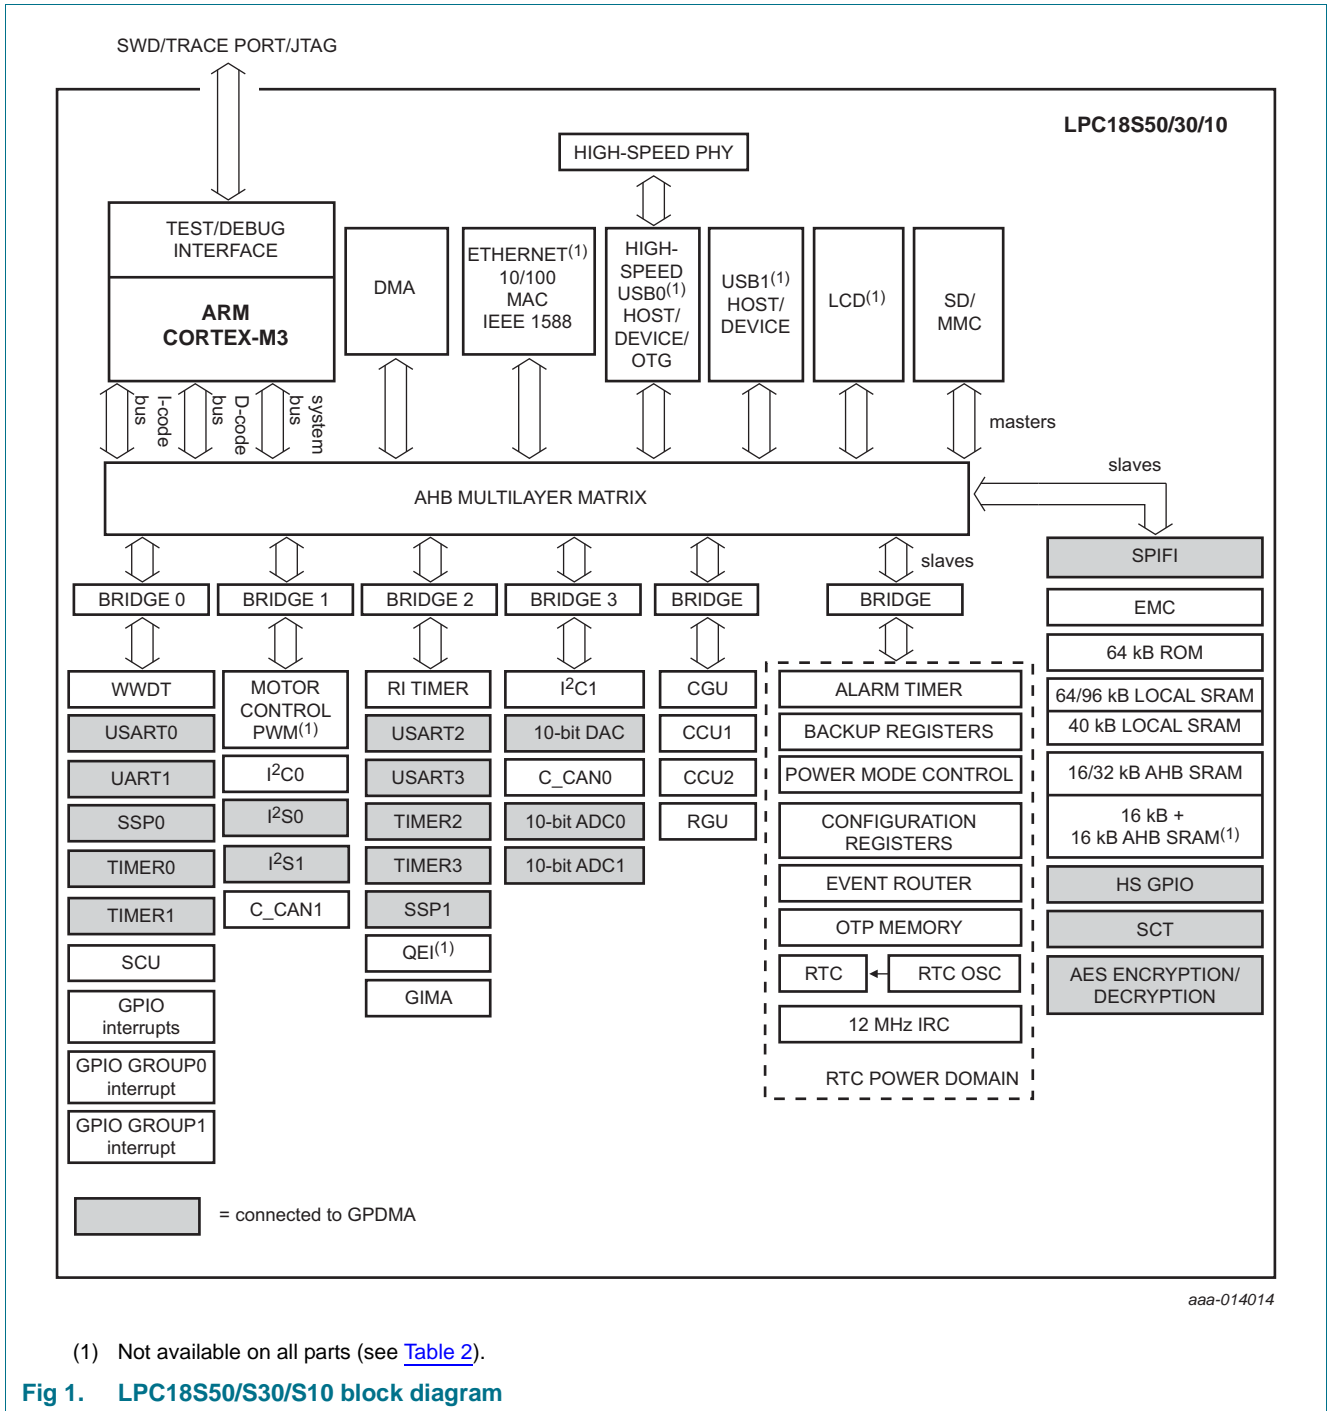 SWD/TRACE PORT/JTAG
LPC18S50/30/10
HIGH-SPEED PHY
TEST/DEBUG
INTERFACE
ARM
CORTEX-M3
DMA
ETHERNET(1)
10/100
MAC
IEEE 1588
HIGH-
SPEED
USB0(1)
HOST/
DEVICE/
OTG
USB1(1)
HOST/
DEVICE
LCD(1)
SD/
MMC
I-code
bus
D-code
bus
system
bus
masters
slaves
AHB MULTILAYER MATRIX
slaves
BRIDGE 0
BRIDGE 1
BRIDGE 2
BRIDGE 3
BRIDGE
BRIDGE
WWDT
USART0
UART1
SSP0
TIMER0
TIMER1
SCU
GPIO
interrupts
GPIO GROUP0
interrupt
GPIO GROUP1
interrupt
MOTOR
CONTROL
PWM(1)
I2C0
I2S0
I2S1
C_CAN1
RI TIMER
USART2
USART3
TIMER2
TIMER3
SSP1
QEI(1)
GIMA
I2C1
10-bit DAC
C_CAN0
10-bit ADC0
10-bit ADC1
CGU
CCU1
CCU2
RGU
ALARM TIMER
BACKUP REGISTERS
POWER MODE CONTROL
CONFIGURATION
REGISTERS
EVENT ROUTER
OTP MEMORY
RTC
RTC OSC
12 MHz IRC
RTC POWER DOMAIN
SPIFI
EMC
64 kB ROM
64/96 kB LOCAL SRAM
40 kB LOCAL SRAM
16/32 kB AHB SRAM
16 kB +
16 kB AHB SRAM(1)
HS GPIO
SCT
AES ENCRYPTION/
DECRYPTION
= connected to GPDMA
aaa-014014
(1) Not available on all parts (see Table 2).
Fig 1. LPC18S50/S30/S10 block diagram